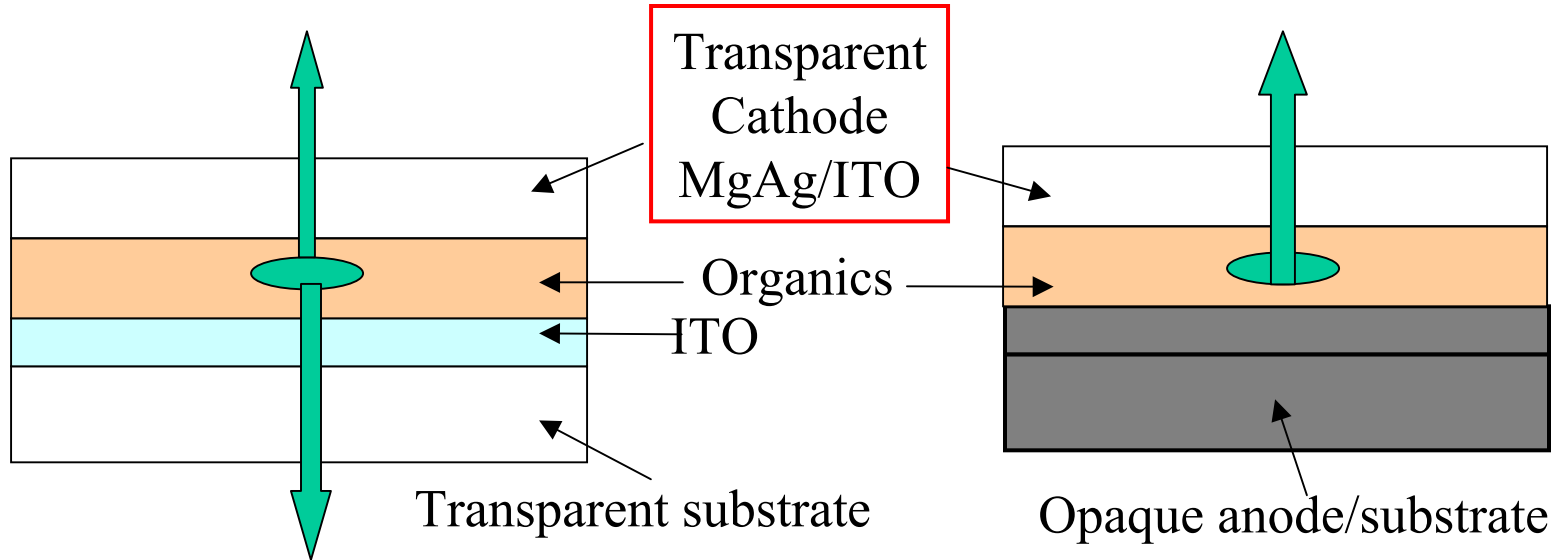 Transparent
Cathode
MgAg/ITO
Organics
ITO
Transparent substrate
Opaque anode/substrate